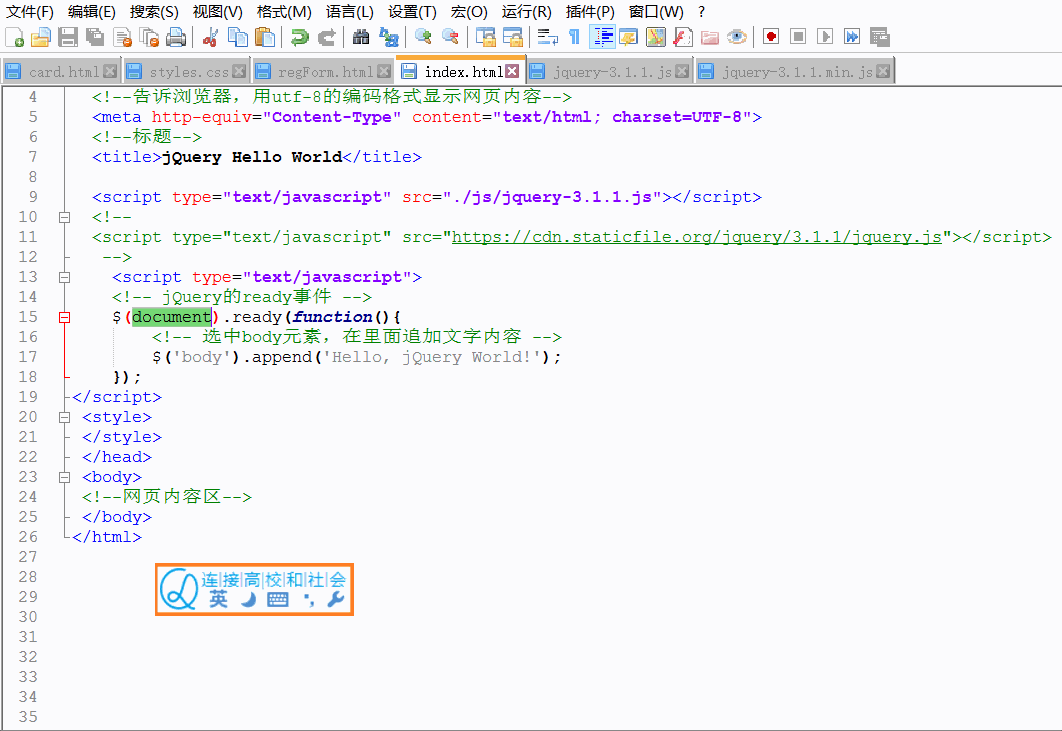 文件(F) 编辑(E) 搜索(S) 视图(V) 格式(M) 语言(L) 设置(T) 宏(O) 运行(R) 插件(P) 窗口(W) ?
card.html styles.css regForm.html index.html jquery-3.1.1.js jquery-3.1.1.min.js
4 <!--告诉浏览器，用utf-8的编码格式显示网页内容-->
5 <meta http-equiv="Content-Type" content="text/html; charset=UTF-8">
6 <!--标题-->
7 <title>jQuery Hello World</title>
8
9 <script type="text/javascript" src="./js/jquery-3.1.1.js"></script>
10 <!--
11 <script type="text/javascript" src="https://cdn.staticfile.org/jquery/3.1.1/jquery.js"></script>
12 -->
13 <script type="text/javascript">
14 <!-- jQuery的ready事件 -->
15 $(document).ready(function(){
16 <!-- 选中body元素，在里面追加文字内容 -->
17 $('body').append('Hello, jQuery World!');
18 });
19 </script>
20 <style>
21 </style>
22 </head>
23 <body>
24 <!--网页内容区-->
25 </body>
26 </html>
27
28 连|接|高|校|和|社|会
29 英
30
31
32
33
34
35